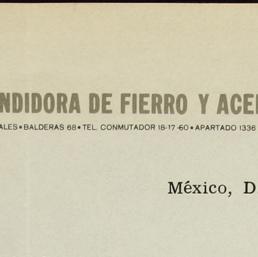 NDIDORA DE FIERRO Y ACE
ALES•BALDERAS 68•TEL. CONMUTADOR 18-17-60•APARTADO 1336
México, D